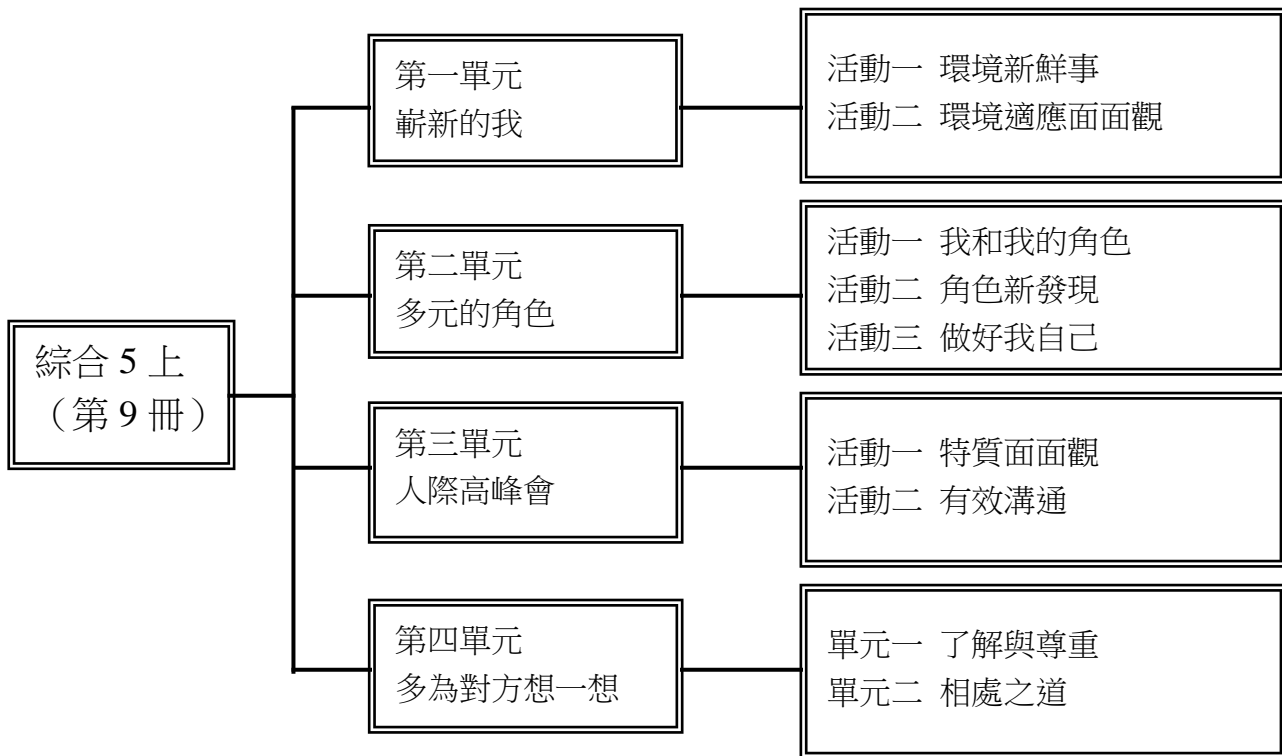 綜合 5 上
（第 9 冊）
第一單元
嶄新的我
活動一 環境新鮮事
活動二 環境適應面面觀
第二單元
多元的角色
活動一 我和我的角色
活動二 角色新發現
活動三 做好我自己
第三單元
人際高峰會
活動一 特質面面觀
活動二 有效溝通
第四單元
多為對方想一想
單元一 了解與尊重
單元二 相處之道